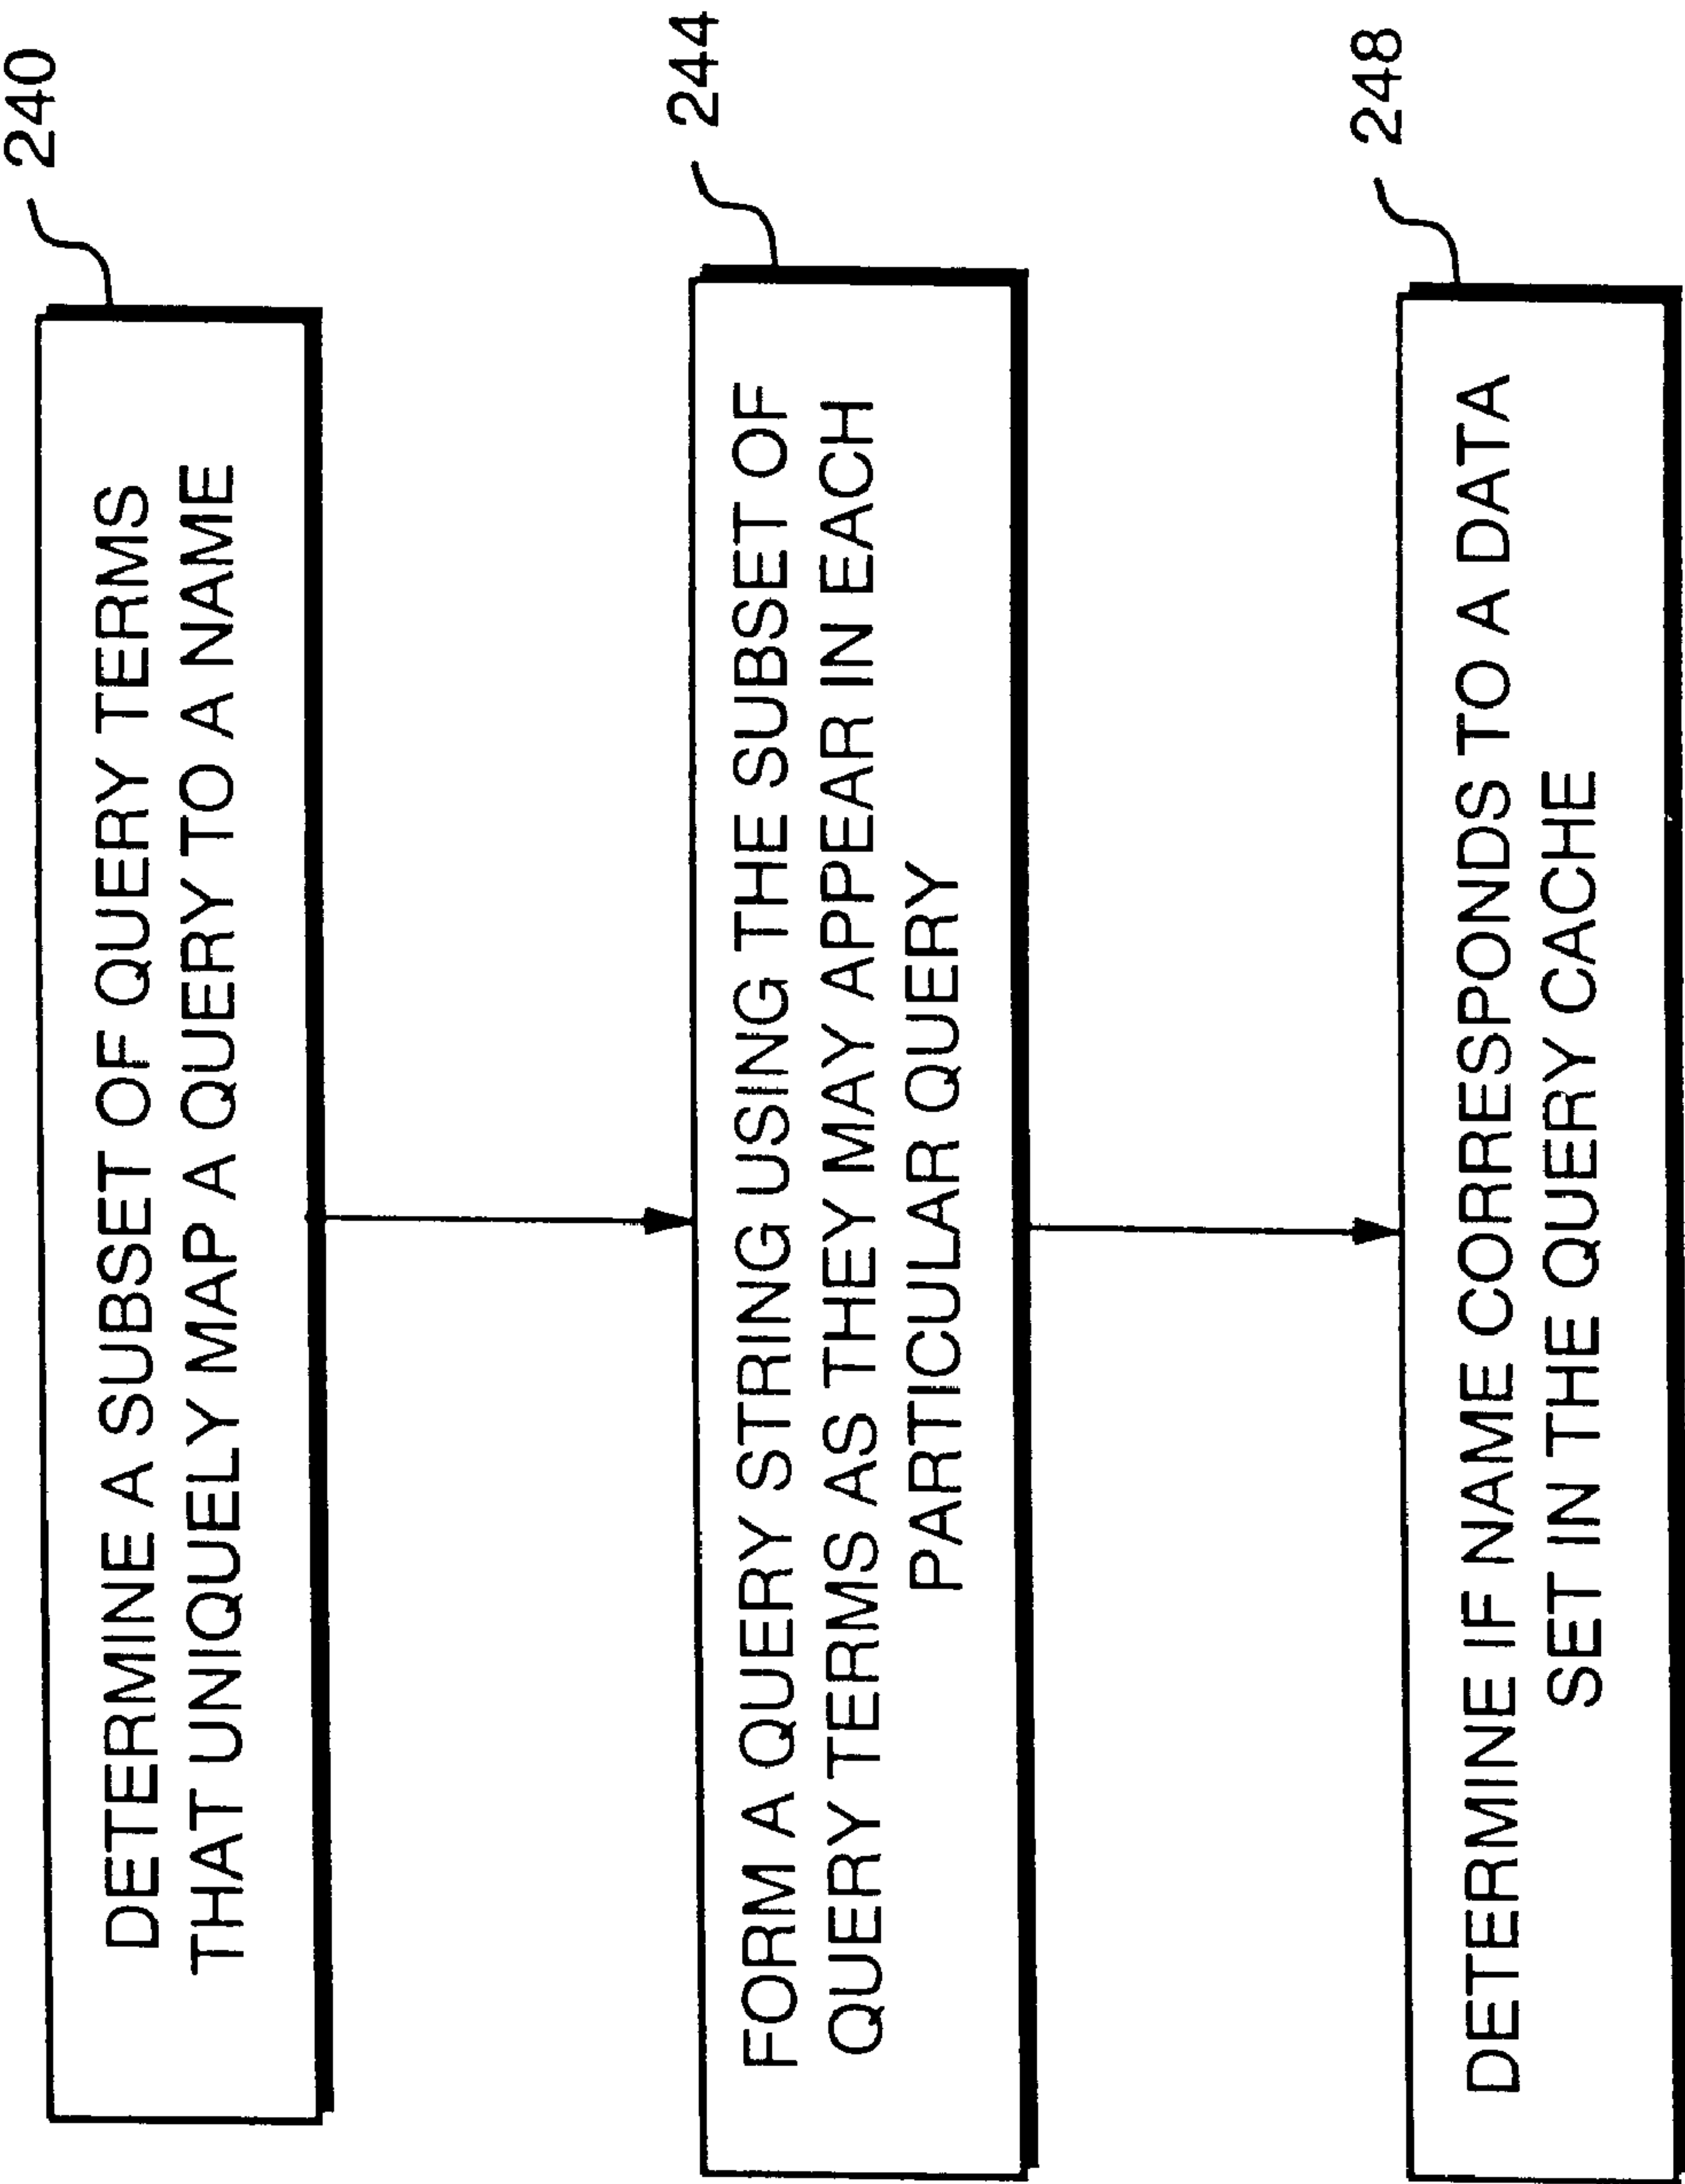 240
DETERMINE A SUBSET OF QUERY TERMS
THAT UNIQUELY MAP A QUERY TO A NAME
244
FORM A QUERY STRING USING THE SUBSET OF
QUERY TERMS AS THEY MAY APPEAR IN EACH
PARTICULAR QUERY
248
DETERMINE IF NAME CORRESPONDS TO A DATA
SET IN THE QUERY CACHE